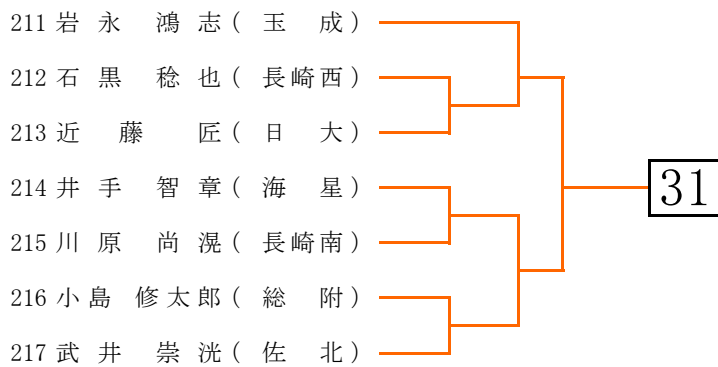 211 岩永 鴻志(玉成)
212 石黒 稔也(長崎西)
213 近藤 匠(日大)
214 井手 智章(海星)
31
215 川原 尚滉(長崎南)
216 小島 修太郎(総附)
217 武井 崇洸(佐北)